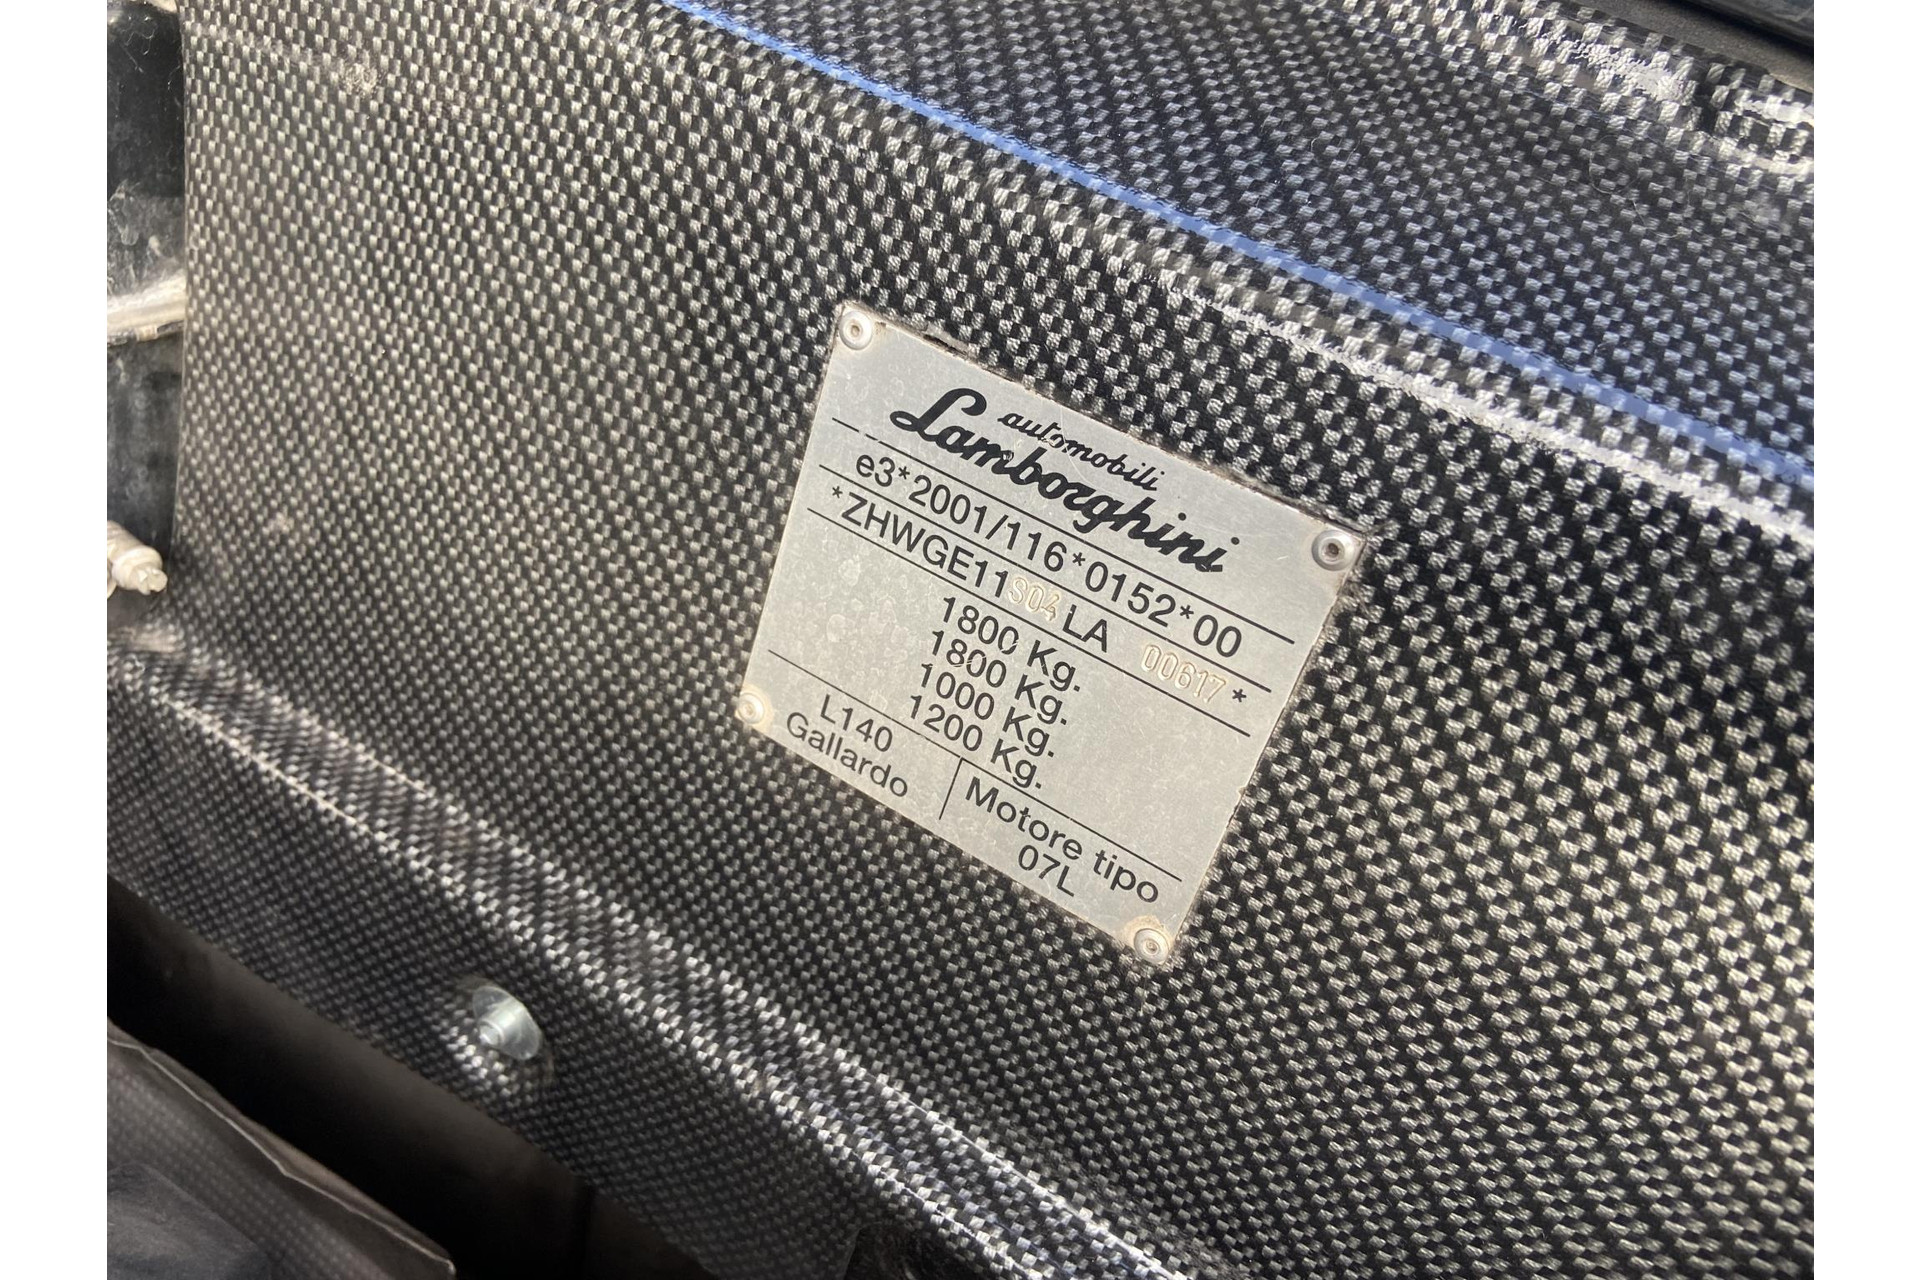 automobili
Lamborghini
e3*2001/116*0152*00
*ZHWGE11S04LA 00617*
1800 Kg.
1800 Kg.
1000 Kg.
1200 Kg.
L140
Gallardo
Motore tipo
07L